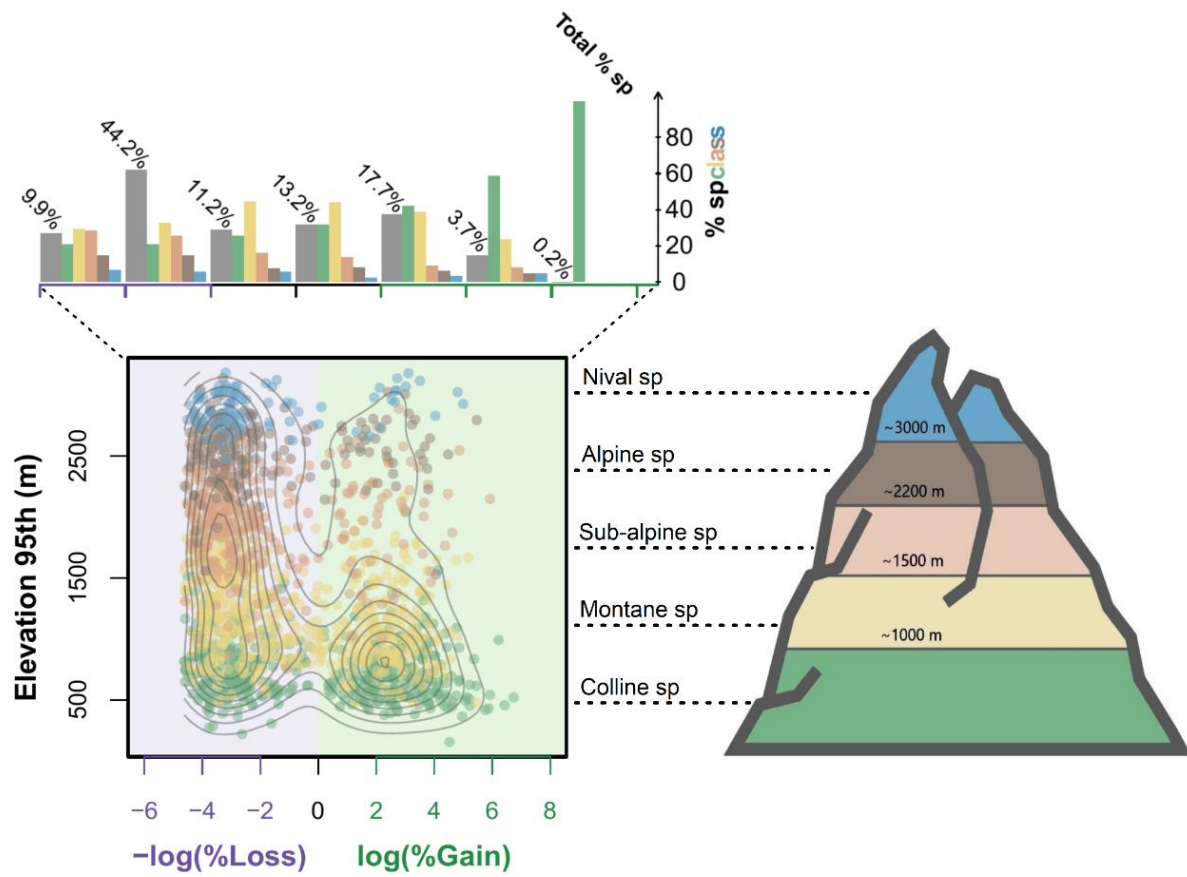 Total % sp
9.9%
44.2%
11.2%
13.2%
17.7%
3.7%
0.2%
80
60
40
20
0
% spclass
Elevation 95th (m)
2500
1500
500
−6 −4 −2 0 2 4 6 8
−log(%Loss) log(%Gain)
Nival sp
Alpine sp
Sub-alpine sp
Montane sp
Colline sp
~3000 m
~2200 m
~1500 m
~1000 m